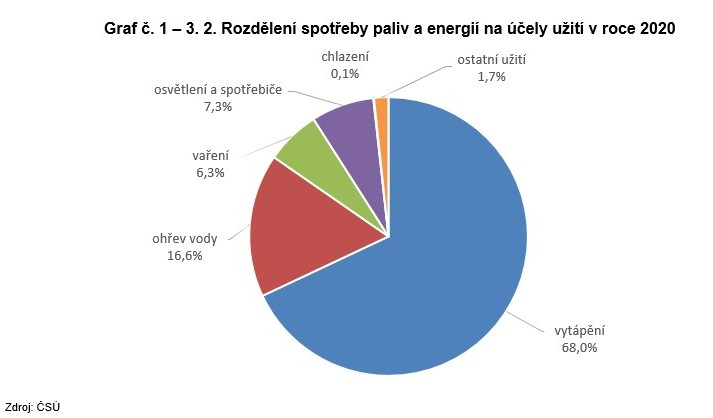 Graf č. 1 – 3. 2. Rozdělení spotřeby paliv a energií na účely užití v roce 2020
chlazení
0,1%
ostatní užití
1,7%
osvětlení a spotřebiče
7,3%
vaření
6,3%
ohřev vody
16,6%
vytápění
68,0%
Zdroj: ČSÚ